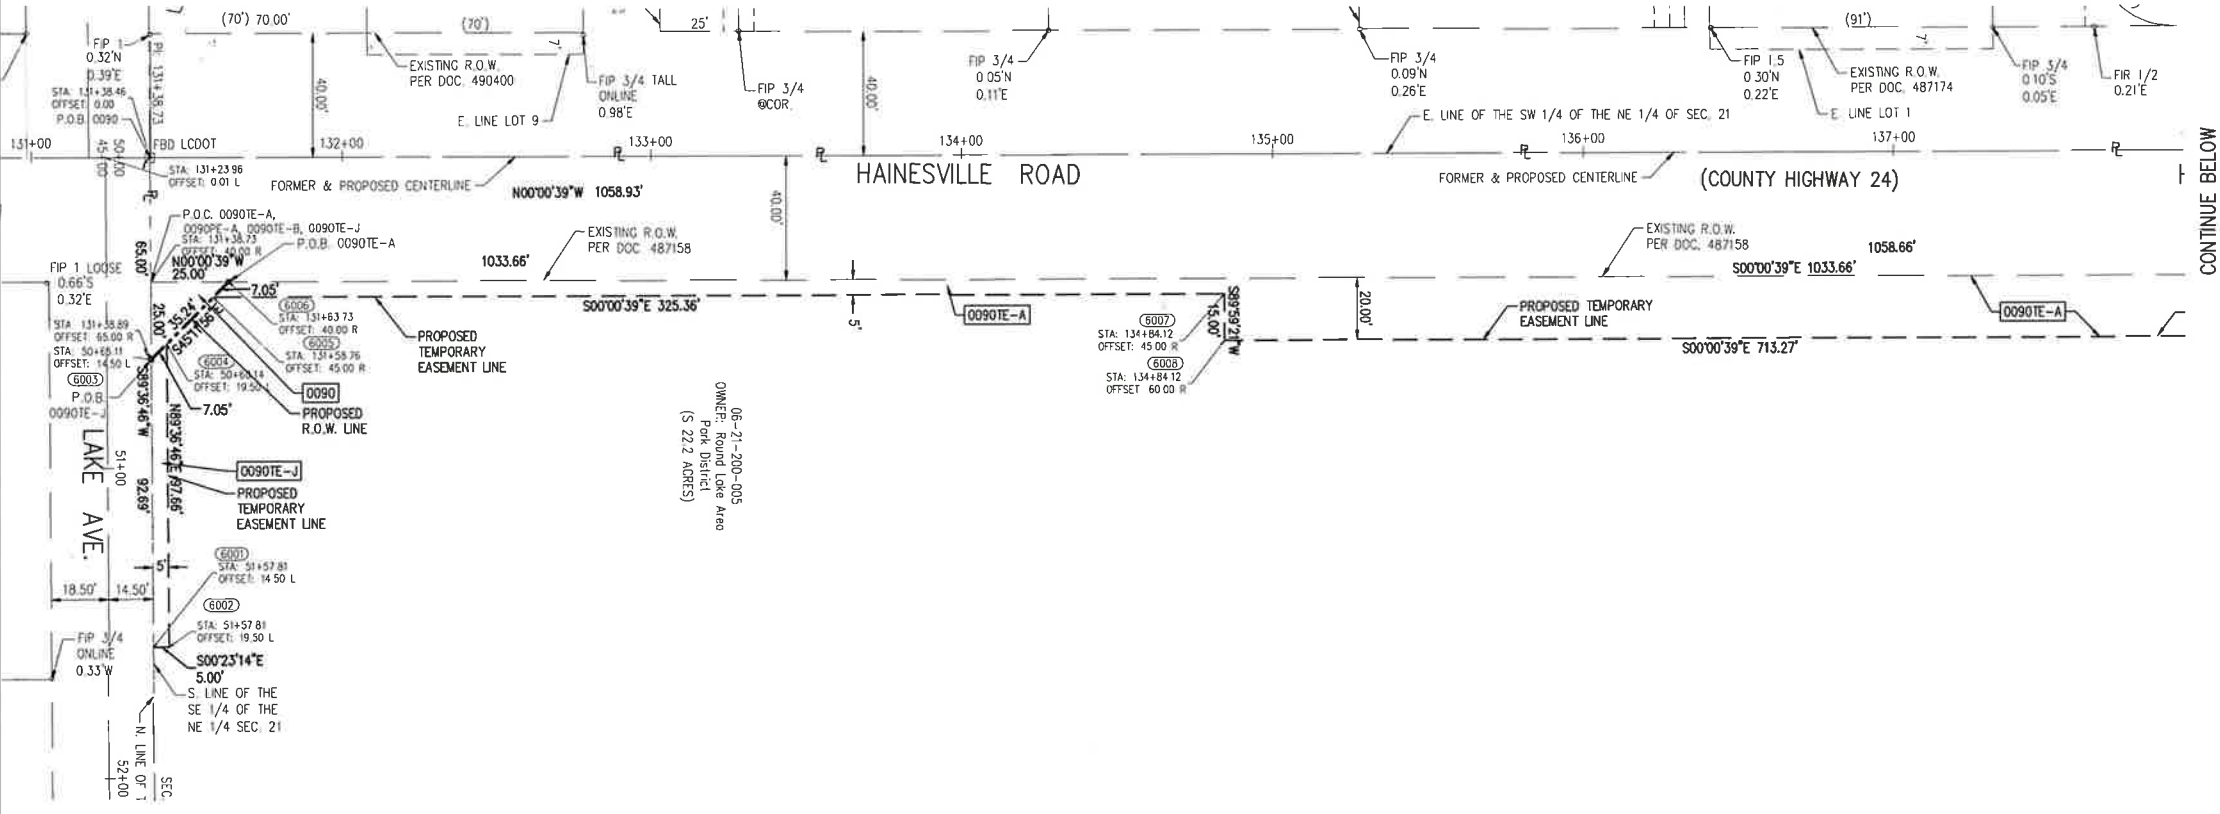 (70') 70.00'
(70')
25'
(91')
FIP 1
0.32'N
0.39'E
STA: 131+38.46
OFFSET: 0.00
P.O.B. 0090
131+38.73
40.00'
EXISTING R.O.W.
PER DOC. 490400
7'
FIP 3/4 TALL
ONLINE
0.98'E
E. LINE LOT 9
FIP 3/4
@COR.
40.00'
FIP 3/4
0.05'N
0.11'E
FIP 3/4
0.09'N
0.26'E
E. LINE OF THE SW 1/4 OF THE NE 1/4 OF SEC. 21
FIP 1.5
0.30'N
0.22'E
EXISTING R.O.W.
PER DOC. 487174
7'
E. LINE LOT 1
FIP 3/4
0.10'S
0.05'E
FIR 1/2
0.21'E
131+00
FBD LCDOT
132+00
133+00
134+00
135+00
136+00
137+00
50+00
45+00
STA: 131+23.96
OFFSET: 0.01 L
FORMER & PROPOSED CENTERLINE
N00°00'39"W 1058.93'
HAINESVILLE ROAD
FORMER & PROPOSED CENTERLINE
(COUNTY HIGHWAY 24)
CONTINUE BELOW
P.O.C. 0090TE-A,
0090PE-A, 0090TE-B, 0090TE-J
STA: 131+38.73
OFFSET: 40.00 R
P.O.B. 0090TE-A
65.00'
N00°00'39"W
25.00'
EXISTING R.O.W.
PER DOC. 487158
40.00'
EXISTING R.O.W.
PER DOC. 487158
1058.66'
FIP 1 LOOSE
0.66'S
0.32'E
1033.66'
S00°00'39"E 1033.66'
7.05'
6006
STA: 131+63.73
OFFSET: 40.00 R
S00°00'39"E 325.36'
5'
0090TE-A
S89°59'21"W
15.00'
20.00'
PROPOSED TEMPORARY
EASEMENT LINE
0090TE-A
25.00'
35.24'
S45°11'56"E
STA: 131+38.89
OFFSET: 65.00 R
STA: 50+65.11
OFFSET: 14.50 L
6003
P.O.B.
0090TE-J
6005
STA: 131+58.76
OFFSET: 45.00 R
6004
STA: 50+60.14
OFFSET: 19.50 L
PROPOSED
TEMPORARY
EASEMENT LINE
6007
STA: 134+84.12
OFFSET: 45.00 R
6008
STA: 134+84.12
OFFSET 60.00 R
S00°00'39"E 713.27'
0090
PROPOSED
R.O.W. LINE
7.05'
S89°36'46"W
92.69'
N89°36'46"E 97.66'
LAKE AVE.
51+00
06-21-200-005
OWNER: Round Lake Area
Park District
(S 22.2 ACRES)
0090TE-J
PROPOSED
TEMPORARY
EASEMENT LINE
5'
6001
STA: 51+57.81
OFFSET: 14.50 L
18.50'
14.50'
6002
STA: 51+57.81
OFFSET: 19.50 L
FIP 3/4
ONLINE
0.33'W
S00°23'14"E
5.00'
S. LINE OF THE
SE 1/4 OF THE
NE 1/4 SEC. 21
N. LINE OF
SEC
52+00